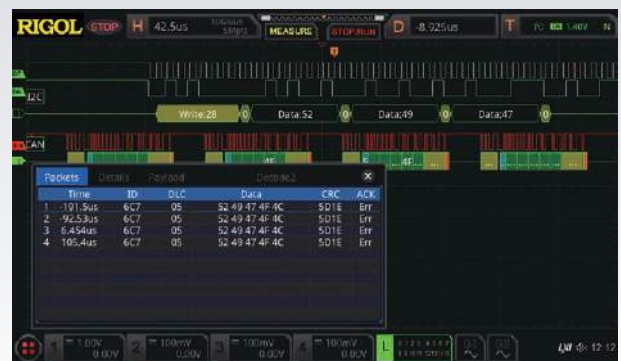 RIGOL STOP H 42.5us 5Mpts MEASURE STOP/RUN D -8.925us T I²C 1.40V N
I2C
Write:28 Data:52 Data:49 Data:47
CAN
4F
Packets Details Payload Decode2 X
Time ID DLC Data CRC ACK
1 -191.5us 6C7 05 52 49 47 4F 4C 5D1E Err
2 -92.53us 6C7 05 52 49 47 4F 4C 5D1E Err
3 6.454us 6C7 05 52 49 47 4F 4C 5D1E Err
4 105.4us 6C7 05 52 49 47 4F 4C 5D1E Err
1 1.00V 2 100mV 3 100mV 4 100mV L G1 G2 LXI 12:12
0.00V 0.00V 0.00V 0.00V